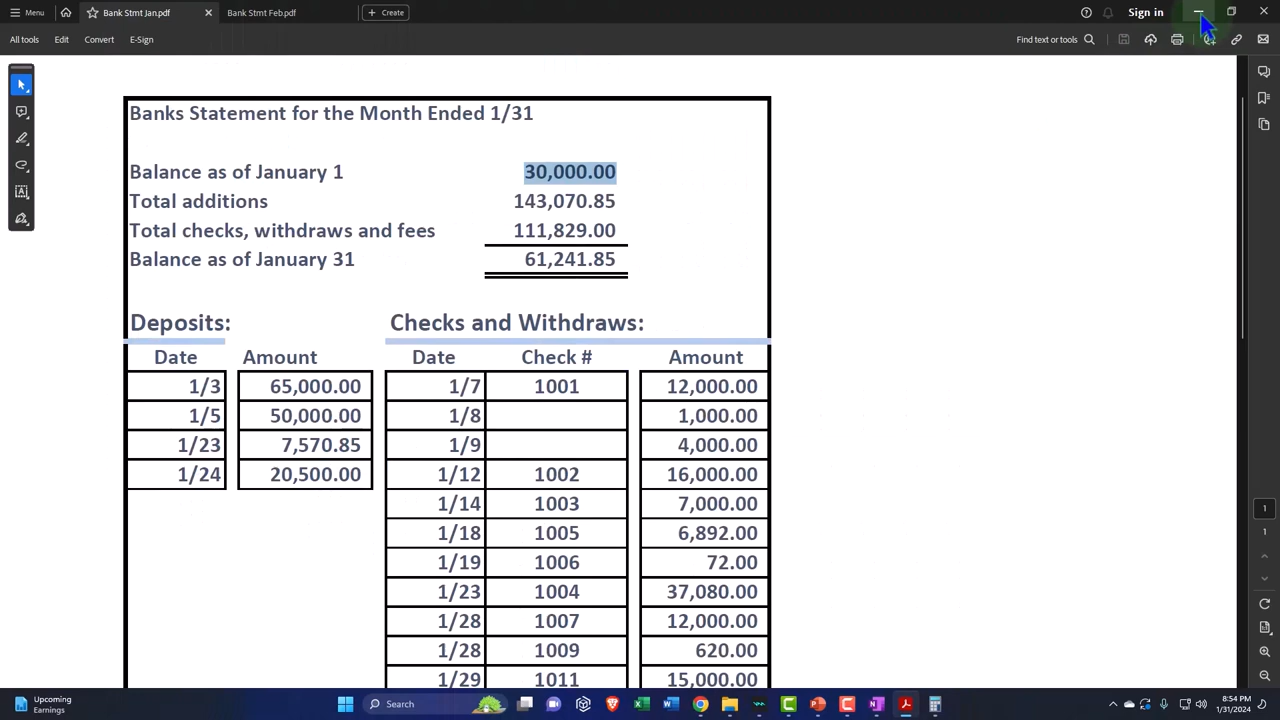 Menu
Bank Stmt Jan.pdf
Bank Stmt Feb.pdf
Create
Sign in
All tools Edit Convert E-Sign
Find text or tools
Banks Statement for the Month Ended 1/31
Balance as of January 1 30,000.00
Total additions 143,070.85
Total checks, withdraws and fees 111,829.00
Balance as of January 31 61,241.85
Deposits: Checks and Withdraws:
Date Amount Date Check # Amount
1/3 65,000.00 1/7 1001 12,000.00
1/5 50,000.00 1/8 1,000.00
1/23 7,570.85 1/9 4,000.00
1/24 20,500.00 1/12 1002 16,000.00
1/14 1003 7,000.00
1/18 1005 6,892.00
1/19 1006 72.00
1/23 1004 37,080.00
1/28 1007 12,000.00
1/28 1009 620.00
1/29 1011 15,000.00
1
1
Upcoming
Earnings
Search
8:54 PM
1/31/2024